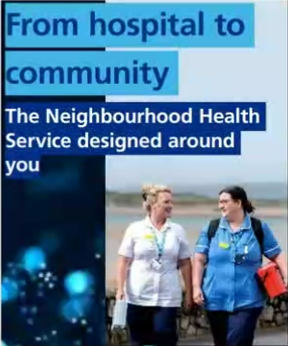 From hospital to
community
The Neighbourhood Health
Service designed around
you